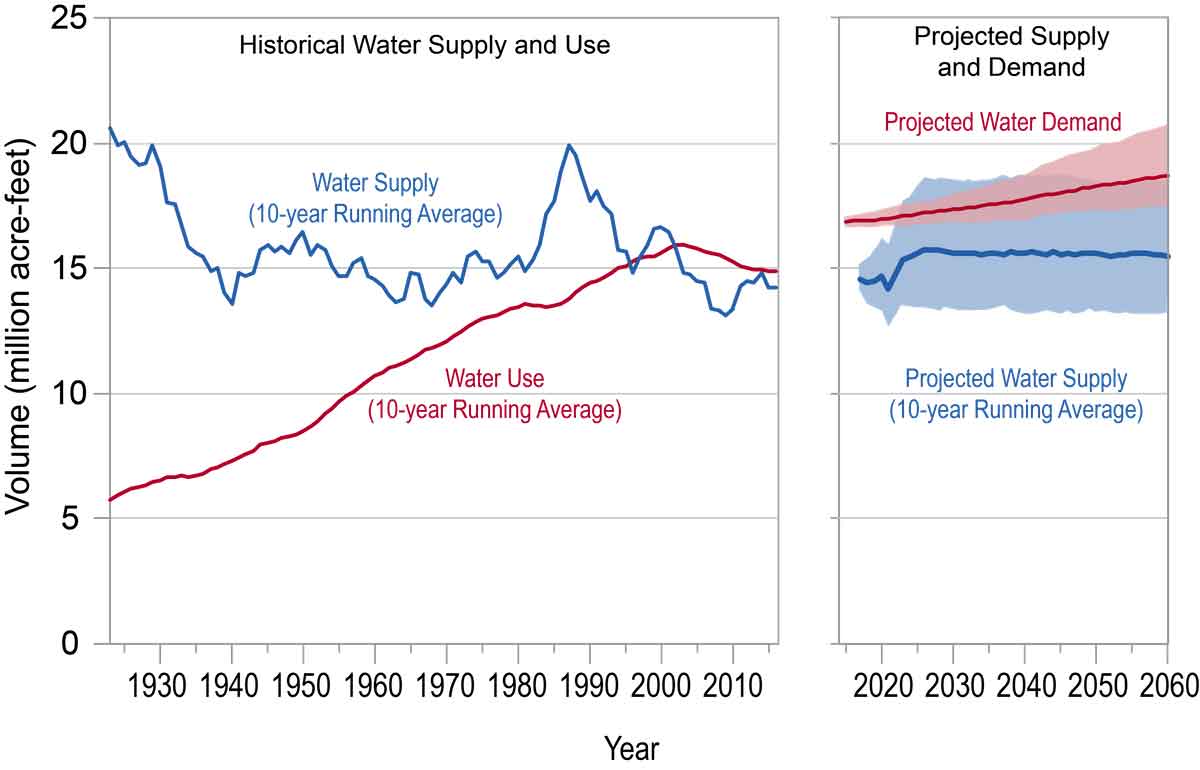 Historical Water Supply and Use
Projected Supply
and Demand
Volume (million acre-feet)
25
20
15
10
5
0
Water Supply
(10-year Running Average)
Water Use
(10-year Running Average)
Projected Water Demand
Projected Water Supply
(10-year Running Average)
1930 1940 1950 1960 1970 1980 1990 2000 2010
2020 2030 2040 2050 2060
Year